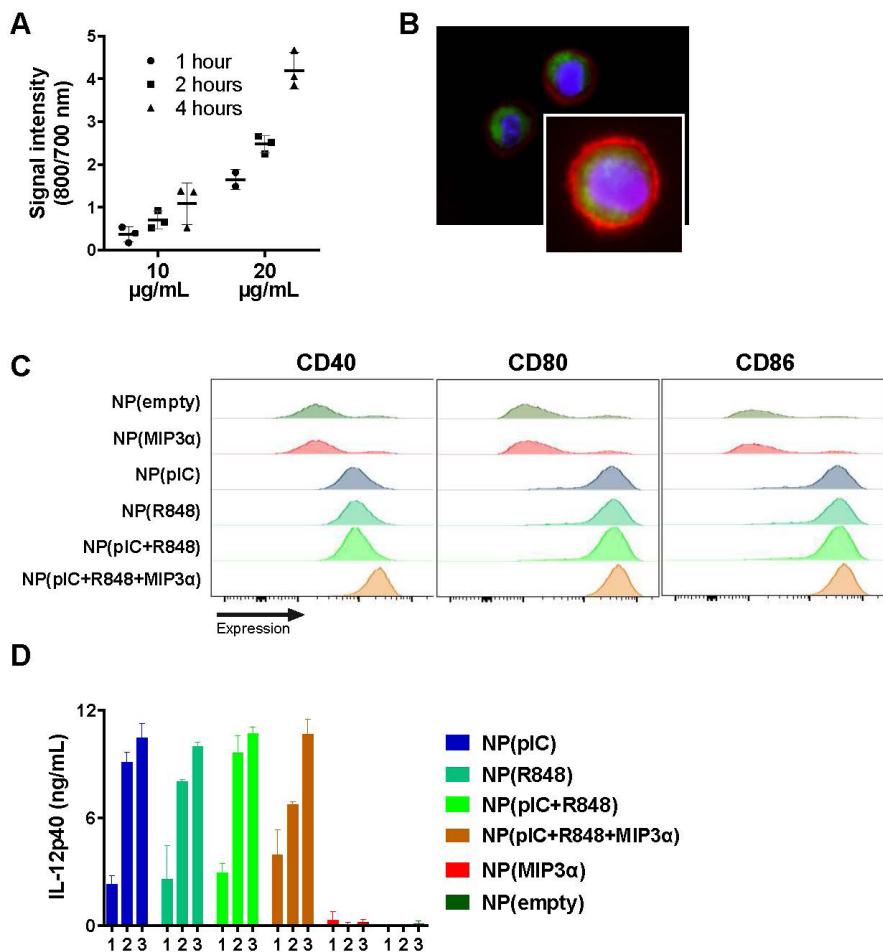 A
Signal intensity
(800/700 nm)
5
4
3
2
1
0
1 hour
2 hours
4 hours
10
µg/mL
20
µg/mL
B
C
CD40
CD80
CD86
NP(empty)
NP(MIP3α)
NP(pIC)
NP(R848)
NP(pIC+R848)
NP(pIC+R848+MIP3α)
Expression
D
IL-12p40 (ng/mL)
12
6
0
1 2 3 1 2 3 1 2 3 1 2 3 1 2 3 1 2 3
NP(pIC)
NP(R848)
NP(pIC+R848)
NP(pIC+R848+MIP3α)
NP(MIP3α)
NP(empty)